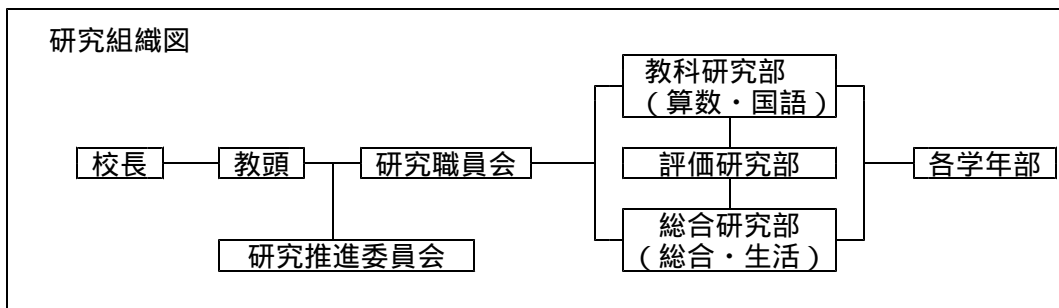 研究組織図
教科研究部
(算数・国語)
校長
教頭
研究職員会
評価研究部
各学年部
総合研究部
(総合・生活)
研究推進委員会